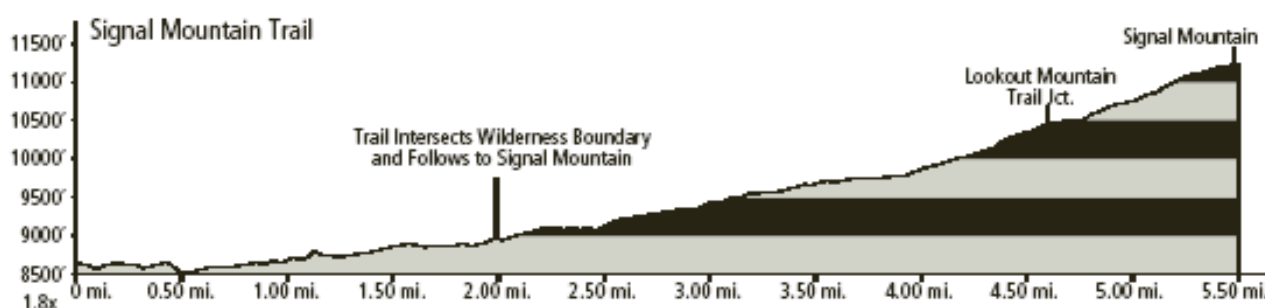 Signal Mountain Trail
11500'
11000'
10500'
10000'
9500'
9000'
8500'
1.8x
Trail Intersects Wilderness Boundary
and Follows to Signal Mountain
Lookout Mountain
Trail Jct.
Signal Mountain
0 mi. 0.50 mi. 1.00 mi. 1.50 mi. 2.00 mi. 2.50 mi. 3.00 mi. 3.50 mi. 4.00 mi. 4.50 mi. 5.00 mi. 5.50 mi.